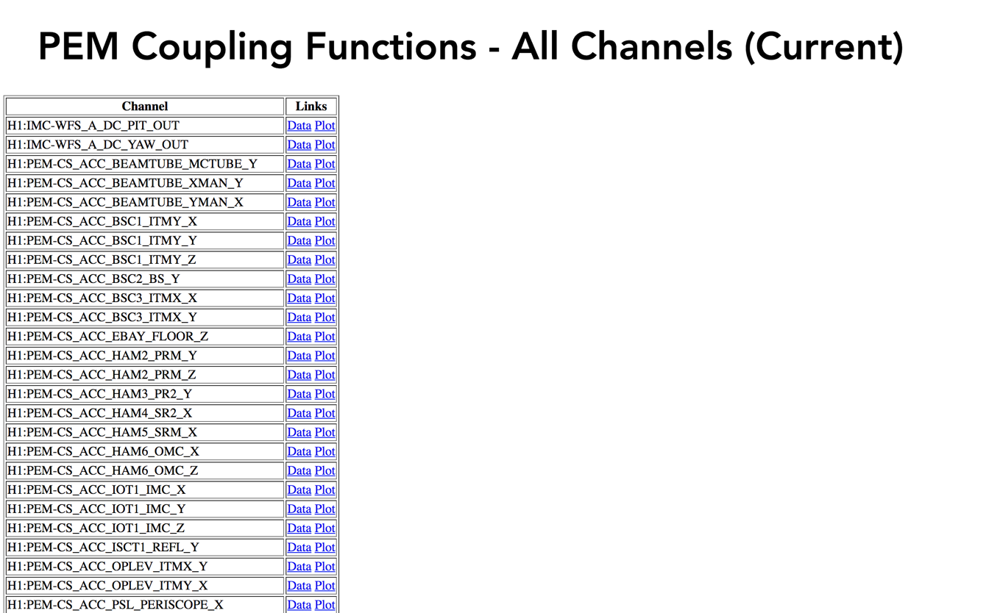 PEM Coupling Functions - All Channels (Current)
Channel Links
H1:IMC-WFS_A_DC_PIT_OUT Data Plot
H1:IMC-WFS_A_DC_YAW_OUT Data Plot
H1:PEM-CS_ACC_BEAMTUBE_MCTUBE_Y Data Plot
H1:PEM-CS_ACC_BEAMTUBE_XMAN_Y Data Plot
H1:PEM-CS_ACC_BEAMTUBE_YMAN_X Data Plot
H1:PEM-CS_ACC_BSC1_ITMY_X Data Plot
H1:PEM-CS_ACC_BSC1_ITMY_Y Data Plot
H1:PEM-CS_ACC_BSC1_ITMY_Z Data Plot
H1:PEM-CS_ACC_BSC2_BS_Y Data Plot
H1:PEM-CS_ACC_BSC3_ITMX_X Data Plot
H1:PEM-CS_ACC_BSC3_ITMX_Y Data Plot
H1:PEM-CS_ACC_EBAY_FLOOR_Z Data Plot
H1:PEM-CS_ACC_HAM2_PRM_Y Data Plot
H1:PEM-CS_ACC_HAM2_PRM_Z Data Plot
H1:PEM-CS_ACC_HAM3_PR2_Y Data Plot
H1:PEM-CS_ACC_HAM4_SR2_X Data Plot
H1:PEM-CS_ACC_HAM5_SRM_X Data Plot
H1:PEM-CS_ACC_HAM6_OMC_X Data Plot
H1:PEM-CS_ACC_HAM6_OMC_Z Data Plot
H1:PEM-CS_ACC_IOT1_IMC_X Data Plot
H1:PEM-CS_ACC_IOT1_IMC_Y Data Plot
H1:PEM-CS_ACC_IOT1_IMC_Z Data Plot
H1:PEM-CS_ACC_ISCT1_REFL_Y Data Plot
H1:PEM-CS_ACC_OPLEV_ITMX_Y Data Plot
H1:PEM-CS_ACC_OPLEV_ITMY_X Data Plot
H1:PEM-CS_ACC_PSL_PERISCOPE_X Data Plot